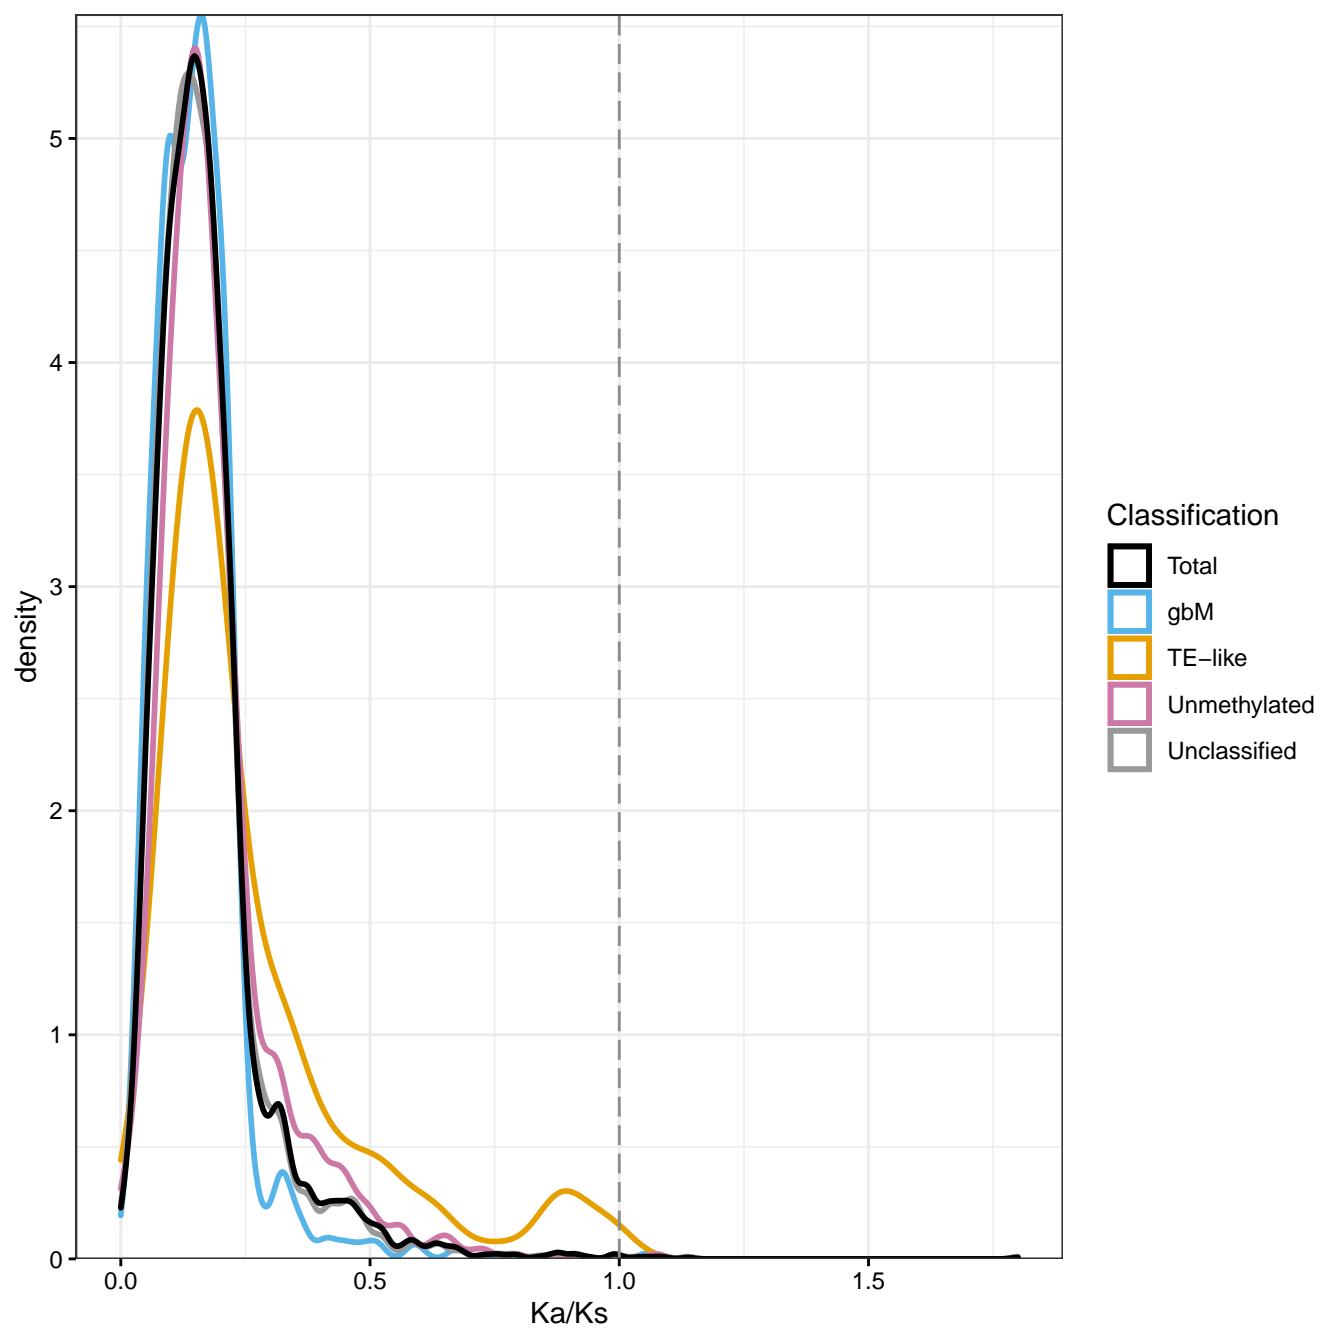 density
5
4
3
2
1
0
0.0
0.5
1.0
1.5
Ka/Ks
Classification
Total
gbM
TE−like
Unmethylated
Unclassified